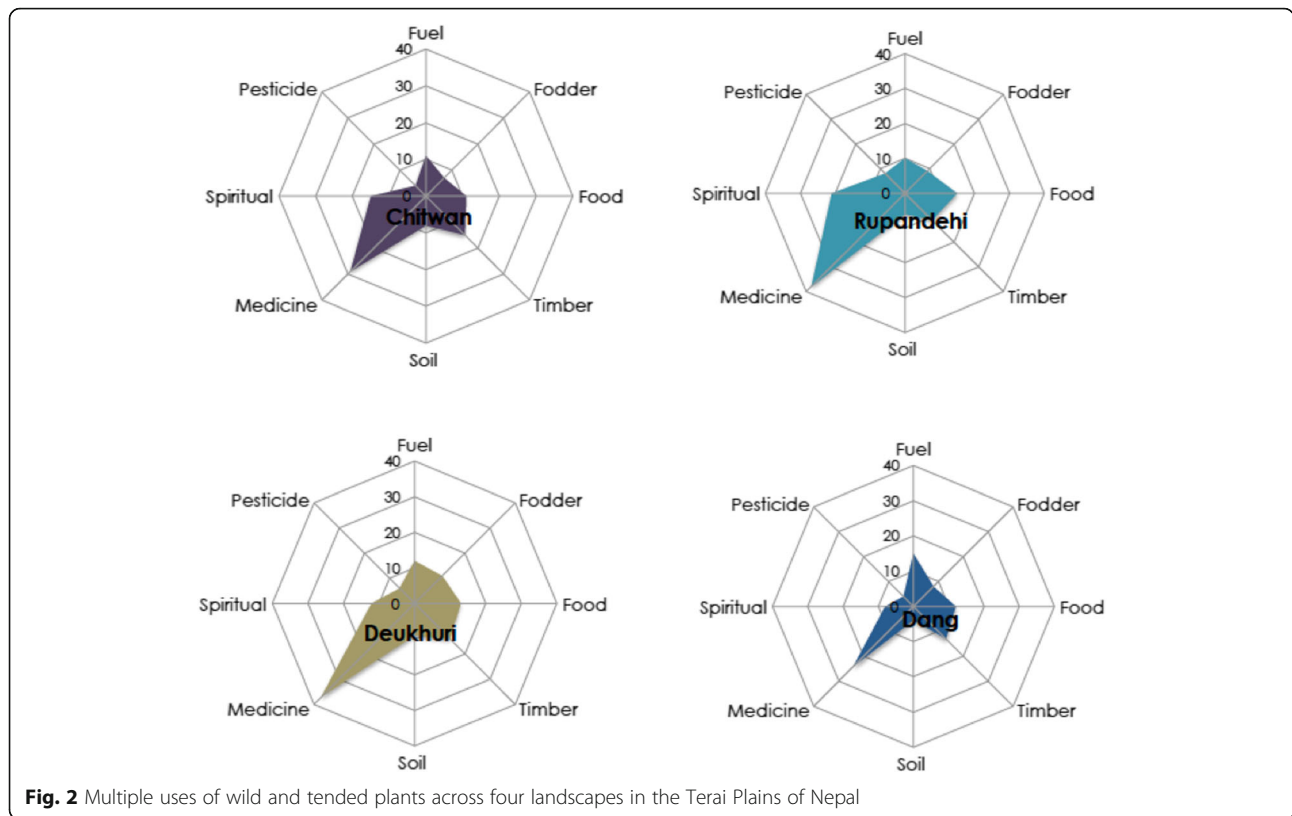 Fuel
40
Pesticide
30
Fodder
20
10
Spiritual
0
Food
Chitwan
Medicine
Timber
Soil
Fuel
40
Pesticide
30
Fodder
20
10
Spiritual
0
Food
Rupandehi
Medicine
Timber
Soil
Fuel
40
Pesticide
30
Fodder
20
10
Spiritual
0
Food
Deukhuri
Medicine
Timber
Soil
Fuel
40
Pesticide
30
Fodder
20
10
Spiritual
0
Food
Dang
Medicine
Timber
Soil
Fig. 2 Multiple uses of wild and tended plants across four landscapes in the Terai Plains of Nepal